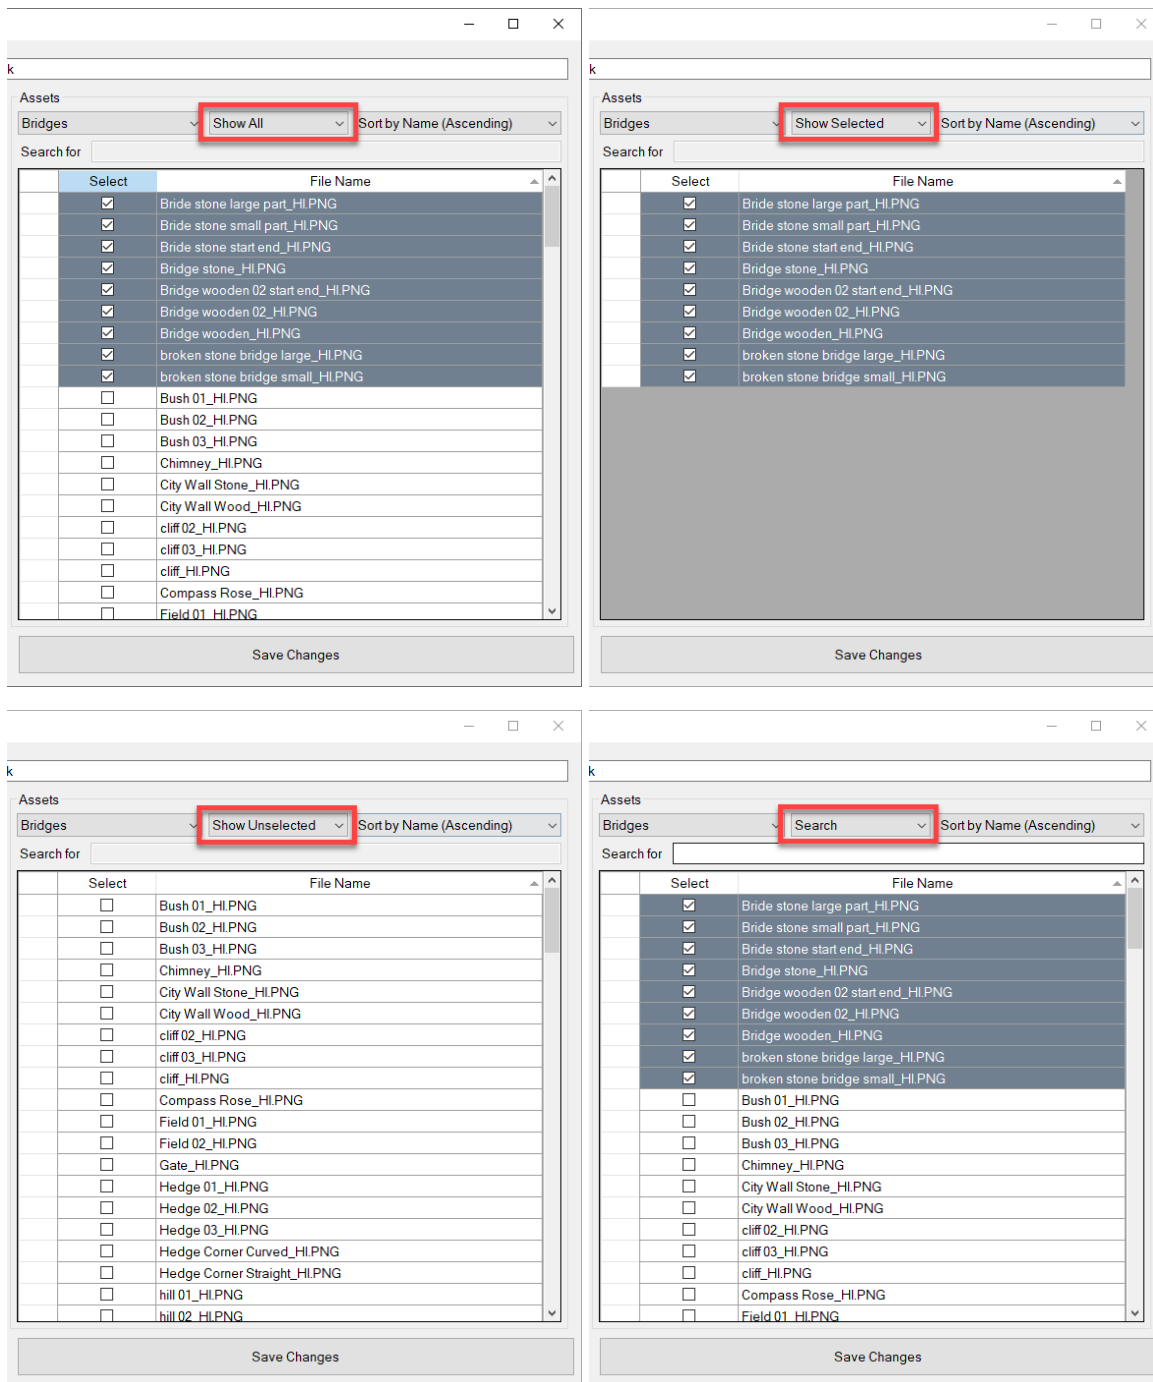 k
Assets
Bridges Show All Sort by Name (Ascending)
Search for
Select File Name
Bride stone large part_HI.PNG
Bride stone small part_HI.PNG
Bride stone start end_HI.PNG
Bridge stone_HI.PNG
Bridge wooden 02 start end_HI.PNG
Bridge wooden 02_HI.PNG
Bridge wooden_HI.PNG
broken stone bridge large_HI.PNG
broken stone bridge small_HI.PNG
Bush 01_HI.PNG
Bush 02_HI.PNG
Bush 03_HI.PNG
Chimney_HI.PNG
City Wall Stone_HI.PNG
City Wall Wood_HI.PNG
cliff 02_HI.PNG
cliff 03_HI.PNG
cliff_HI.PNG
Compass Rose_HI.PNG
Field 01_HI.PNG
Save Changes
k
Assets
Bridges Show Selected Sort by Name (Ascending)
Search for
Select File Name
Bride stone large part_HI.PNG
Bride stone small part_HI.PNG
Bride stone start end_HI.PNG
Bridge stone_HI.PNG
Bridge wooden 02 start end_HI.PNG
Bridge wooden 02_HI.PNG
Bridge wooden_HI.PNG
broken stone bridge large_HI.PNG
broken stone bridge small_HI.PNG
Save Changes
k
Assets
Bridges Show Unselected Sort by Name (Ascending)
Search for
Select File Name
Bush 01_HI.PNG
Bush 02_HI.PNG
Bush 03_HI.PNG
Chimney_HI.PNG
City Wall Stone_HI.PNG
City Wall Wood_HI.PNG
cliff 02_HI.PNG
cliff 03_HI.PNG
cliff_HI.PNG
Compass Rose_HI.PNG
Field 01_HI.PNG
Field 02_HI.PNG
Gate_HI.PNG
Hedge 01_HI.PNG
Hedge 02_HI.PNG
Hedge 03_HI.PNG
Hedge Corner Curved_HI.PNG
Hedge Corner Straight_HI.PNG
hill 01_HI.PNG
hill 02_HI.PNG
Save Changes
k
Assets
Bridges Search Sort by Name (Ascending)
Search for
Select File Name
Bride stone large part_HI.PNG
Bride stone small part_HI.PNG
Bride stone start end_HI.PNG
Bridge stone_HI.PNG
Bridge wooden 02 start end_HI.PNG
Bridge wooden 02_HI.PNG
Bridge wooden_HI.PNG
broken stone bridge large_HI.PNG
broken stone bridge small_HI.PNG
Bush 01_HI.PNG
Bush 02_HI.PNG
Bush 03_HI.PNG
Chimney_HI.PNG
City Wall Stone_HI.PNG
City Wall Wood_HI.PNG
cliff 02_HI.PNG
cliff 03_HI.PNG
cliff_HI.PNG
Compass Rose_HI.PNG
Field 01_HI.PNG
Save Changes